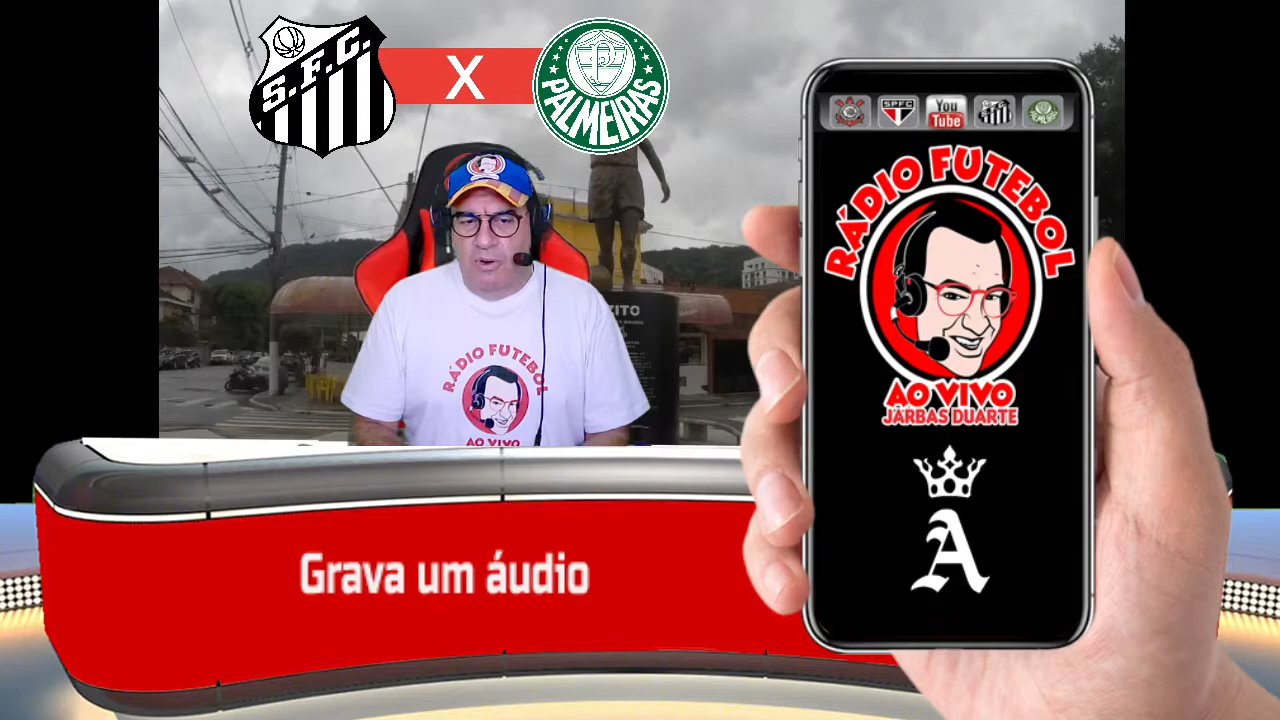 S.F.C.
X
PALMEIRAS
SPFC
You
Tube
RÁDIO FUTEBOL
AO VIVO
JARBAS DUARTE
A
ZITO
RÁDIO FUTEBOL
AO VIVO
Grava um áudio